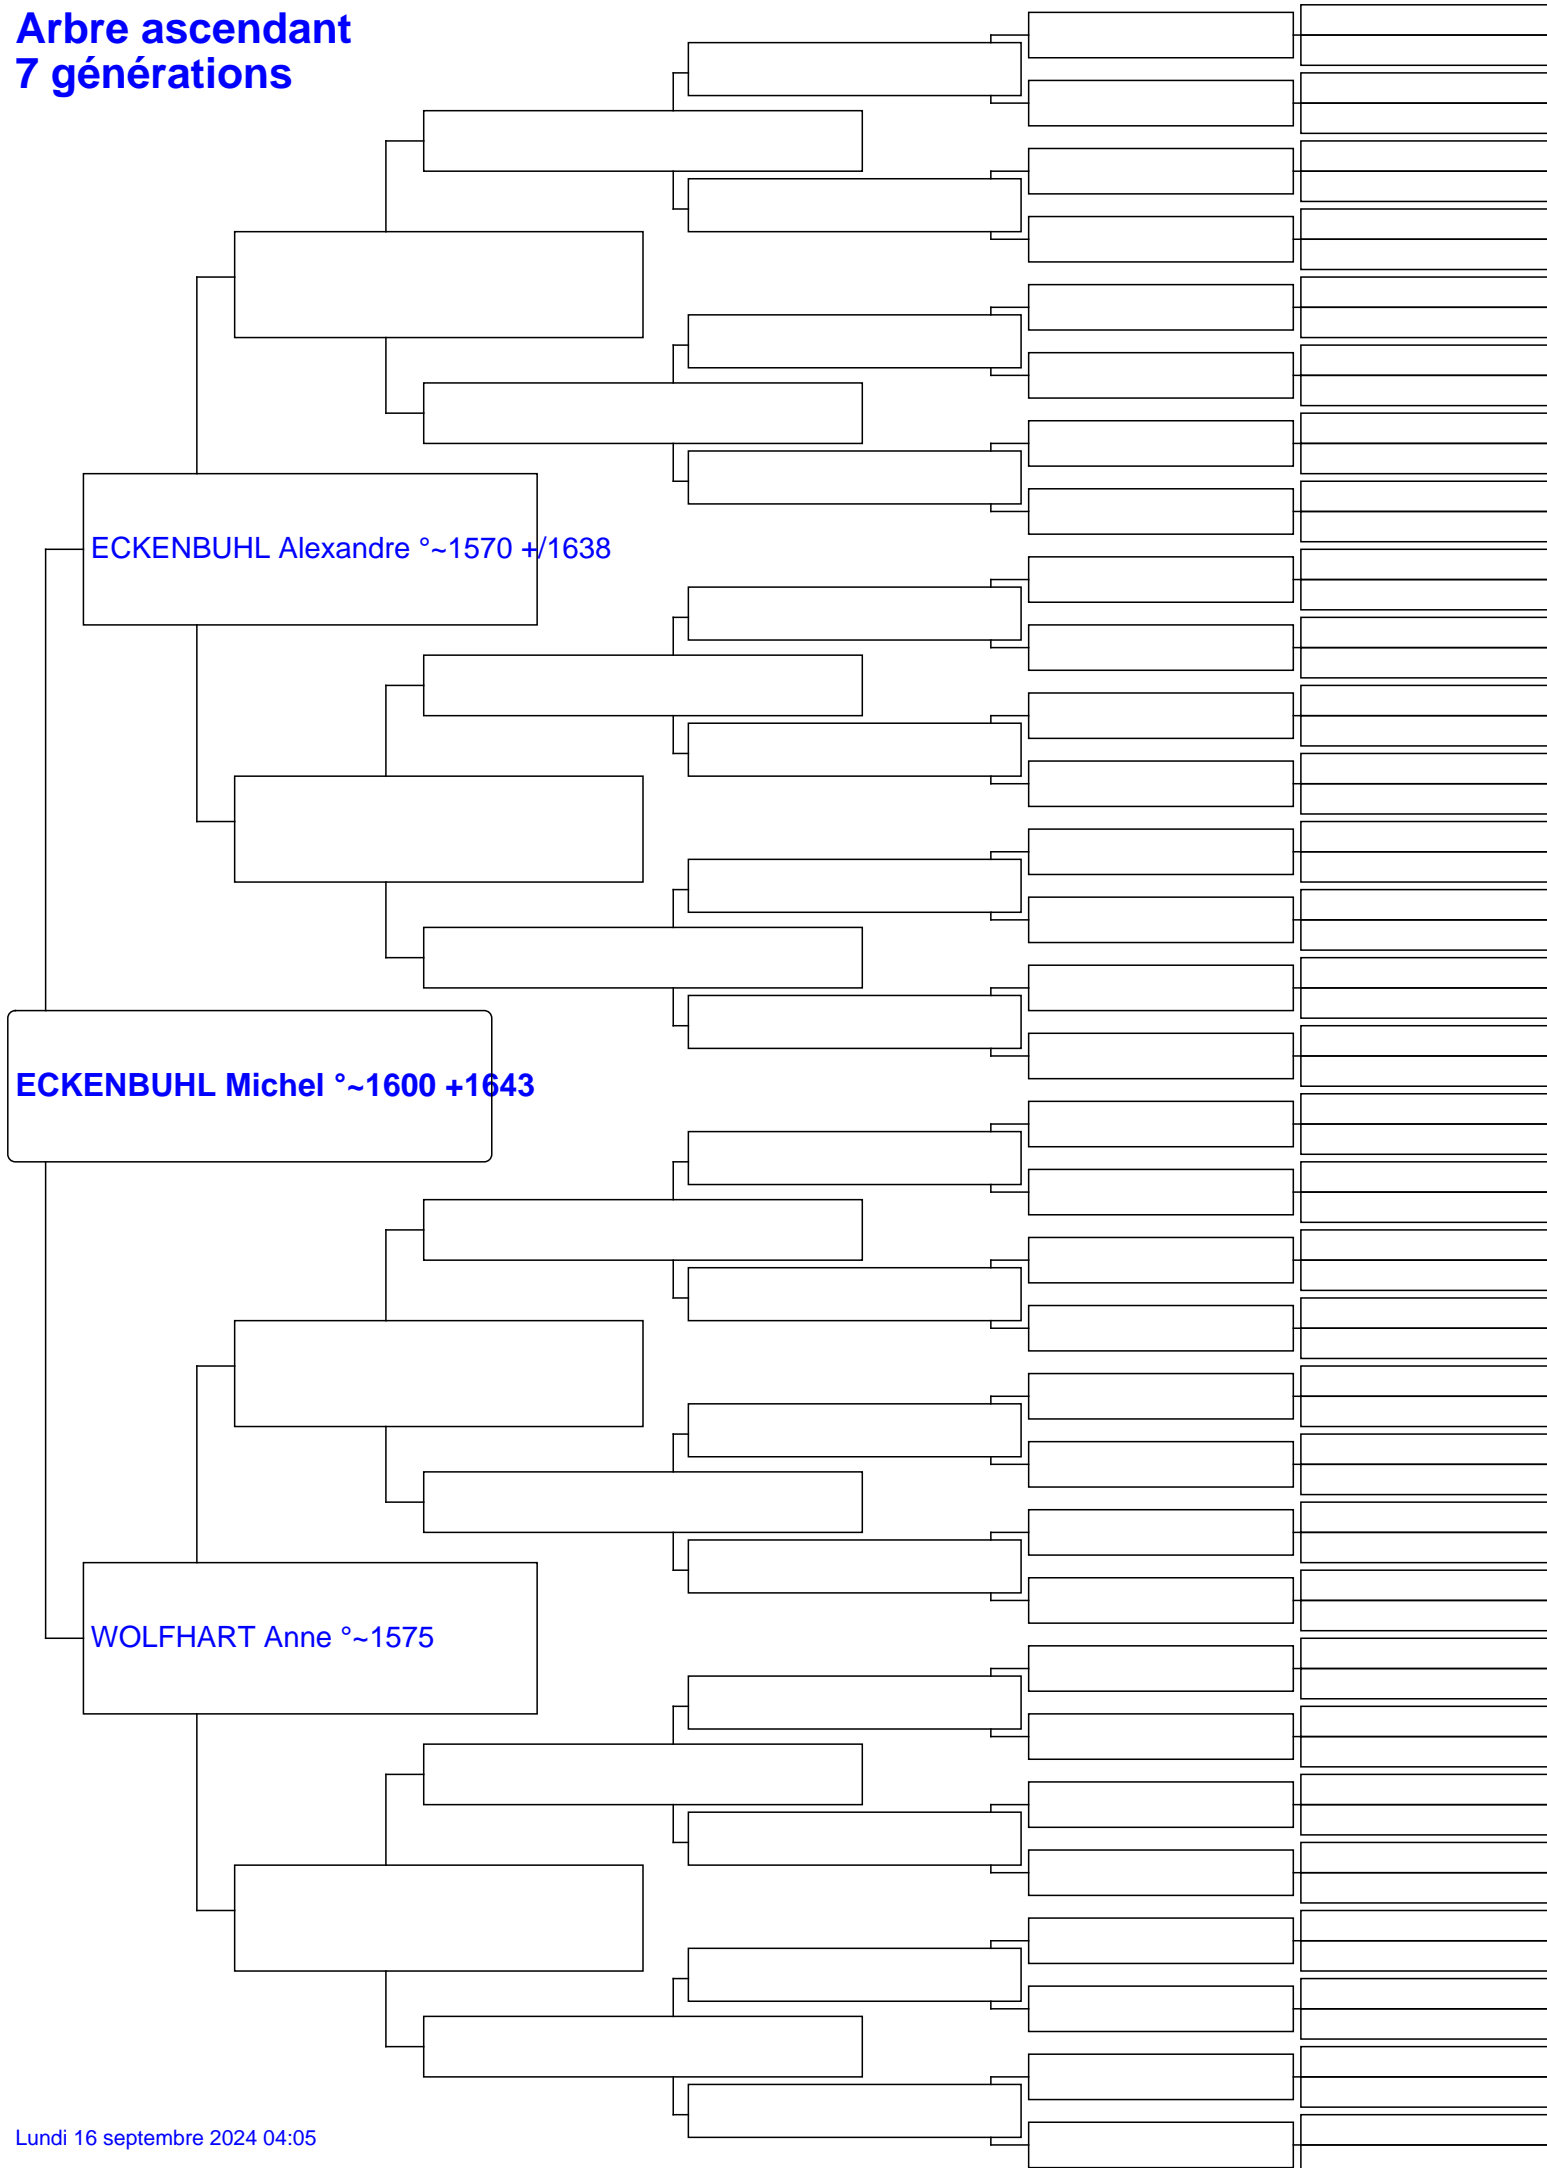 Arbre ascendant
7 générations
ECKENBUHL Alexandre °~1570 +/1638
ECKENBUHL Michel °~1600 +1643
WOLFHART Anne °~1575
Lundi 16 septembre 2024 04:05